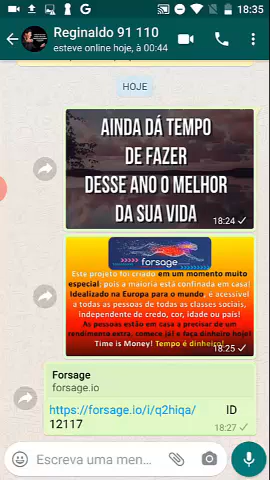 18:35
Reginaldo 91 110
esteve online hoje, à 00:44
HOJE
AINDA DÁ TEMPO
DE FAZER
DESSE ANO O MELHOR
DA SUA VIDA
18:24
forsage
Este projeto foi criado em um momento muito
especial, pois a maioria está confinada em casa!
Idealizado na Europa para o mundo, é acessível
a todas as pessoas de todas as classes sociais,
Independente de credo, cor, idade ou país!
As pessoas estão em casa a precisar de um
rendimento extra, comece já! e faça dinheiro hoje!
Time is Money! Tempo é dinheiro!
18:25
Forsage
forsage.io
https://forsage.io/i/q2hiqa/ ID
12117
18:27
Escreva uma men...